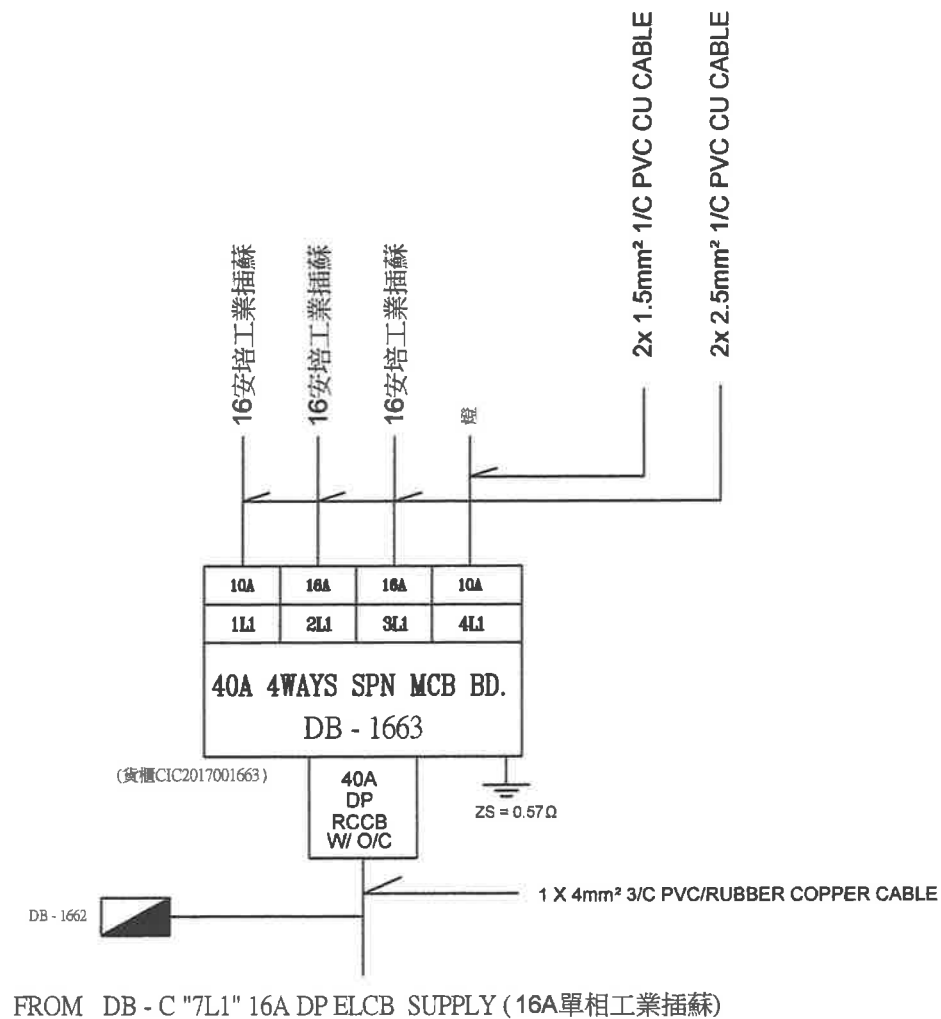 2x 1.5mm² 1/C PVC CU CABLE
2x 2.5mm² 1/C PVC CU CABLE
16安培工業插蘇
16安培工業插蘇
16安培工業插蘇
燈
10A 16A 16A 10A
1L1 2L1 3L1 4L1
40A 4WAYS SPN MCB BD.
DB - 1663
(貨櫃CIC2017001663)
40A
DP
RCCB
W/ O/C
ZS = 0.57Ω
1 X 4mm² 3/C PVC/RUBBER COPPER CABLE
DB - 1662
FROM DB - C "7L1" 16A DP ELCB SUPPLY (16A單相工業插蘇)